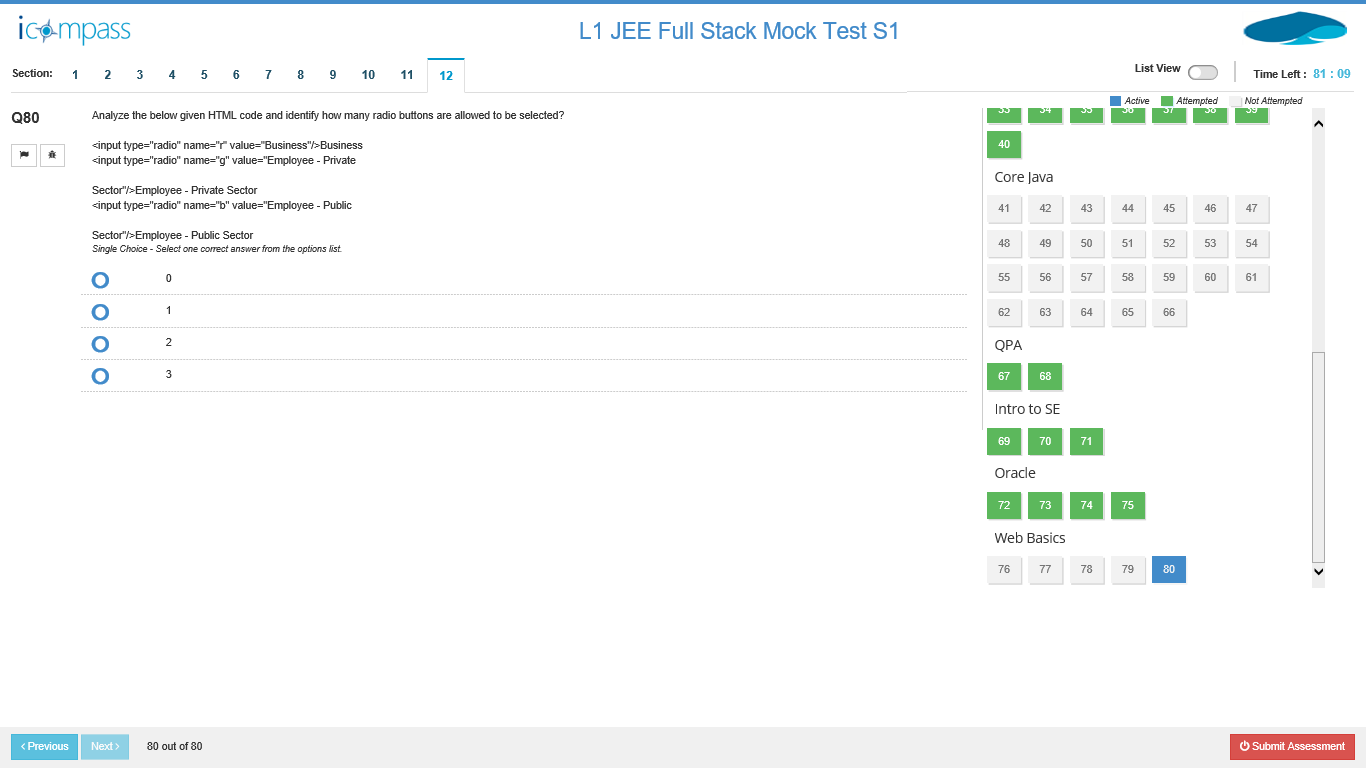 icompass
L1 JEE Full Stack Mock Test S1
Section: 1 2 3 4 5 6 7 8 9 10 11 12
List View
Time Left : 81 : 09
Active Attempted Not Attempted
Q80
Analyze the below given HTML code and identify how many radio buttons are allowed to be selected?
<input type="radio" name="r" value="Business"/>Business
<input type="radio" name="g" value="Employee - Private
Sector"/>Employee - Private Sector
<input type="radio" name="b" value="Employee - Public
Sector"/>Employee - Public Sector
Single Choice - Select one correct answer from the options list.
0
1
2
3
33 34 35 36 37 38 39
40
Core Java
41 42 43 44 45 46 47
48 49 50 51 52 53 54
55 56 57 58 59 60 61
62 63 64 65 66
QPA
67 68
Intro to SE
69 70 71
Oracle
72 73 74 75
Web Basics
76 77 78 79 80
Previous
Next
80 out of 80
Submit Assessment